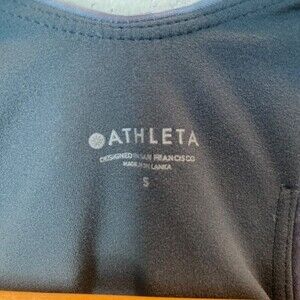 ATHLETA
DESIGNED IN SAN FRANCISCO
MADE IN SRI LANKA
S